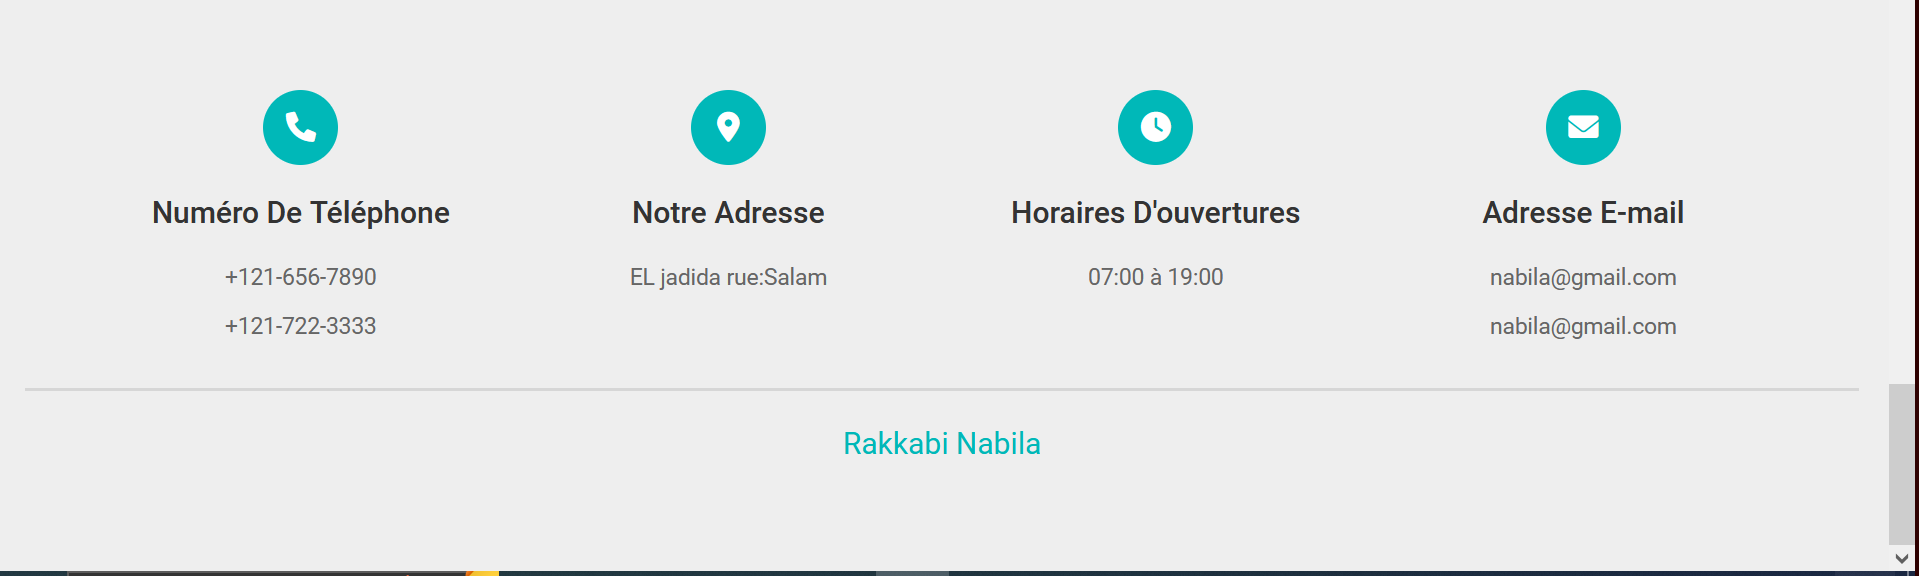 Numéro De Téléphone
+121-656-7890
+121-722-3333
Notre Adresse
EL jadida rue:Salam
Horaires D'ouvertures
07:00 à 19:00
Adresse E-mail
nabila@gmail.com
nabila@gmail.com
Rakkabi Nabila